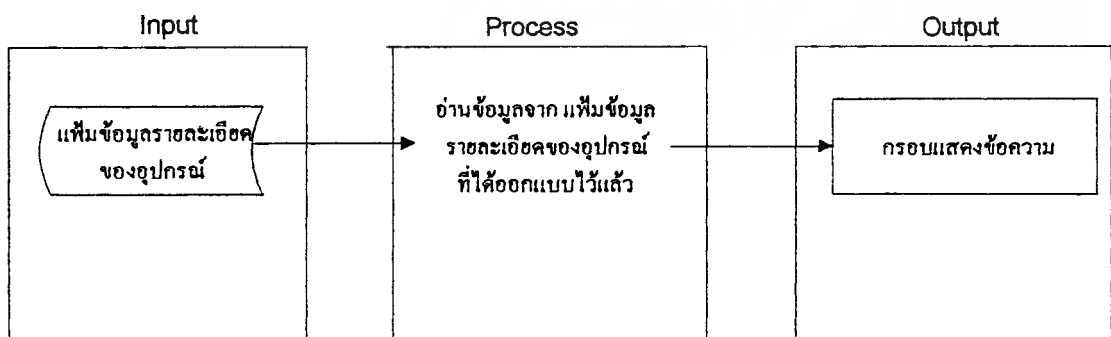 Input
Process
Output
แฟ้มข้อมูลรายละเอียด
ของอุปกรณ์
อ่านข้อมูลจาก แฟ้มข้อมูล
รายละเอียดของอุปกรณ์
ที่ได้ออกแบบไว้แล้ว
กรอบแสดงข้อความ